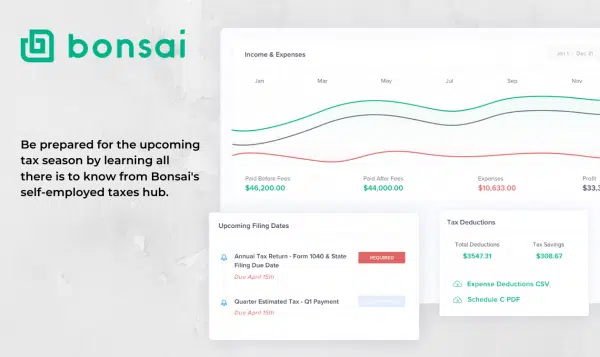 bonsai
Be prepared for the upcoming
tax season by learning all
there is to know from Bonsai's
self-employed taxes hub.
Income & Expenses
Jan 1 - Dec 31
Jan Mar May Jul Sep Nov
Paid Before Fees Paid After Fees Expenses Profit
$46,200.00 $44,000.00 $10,633.00 $33,3
Upcoming Filing Dates
Annual Tax Return - Form 1040 & State
Filing Due Date
REQUIRED
Due April 15th
Quarter Estimated Tax - Q1 Payment
Due April 15th
Tax Deductions
Total Deductions Tax Savings
$3547.31 $308.67
Expense Deductions CSV
Schedule C PDF